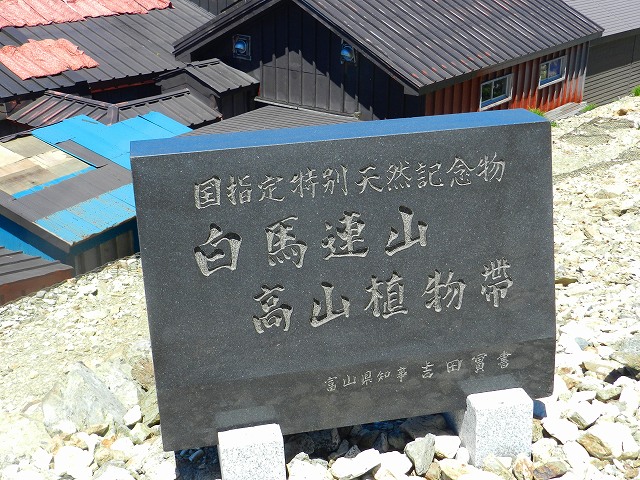 国指定特別天然記念物
白馬連山
高山植物帯
富山県知事 吉田實書